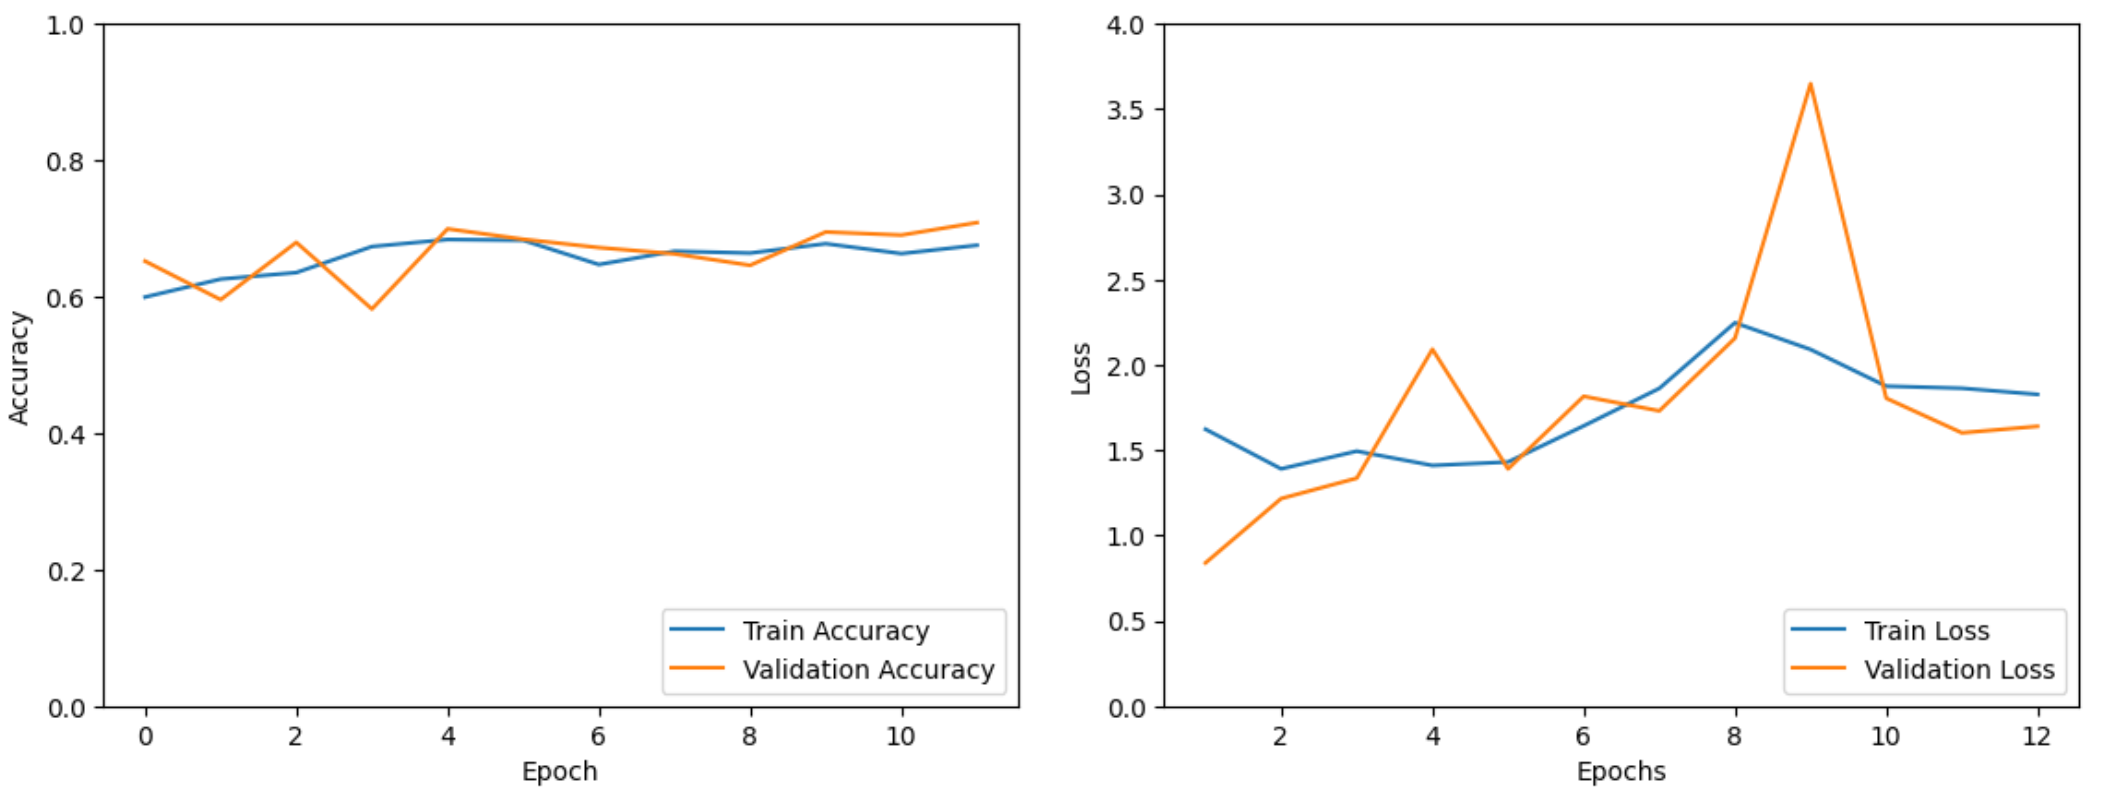 1.0
0.8
0.6
0.4
0.2
0.0
Accuracy
0 2 4 6 8 10
Epoch
Train Accuracy
Validation Accuracy
4.0
3.5
3.0
2.5
2.0
1.5
1.0
0.5
0.0
Loss
2 4 6 8 10 12
Epochs
Train Loss
Validation Loss